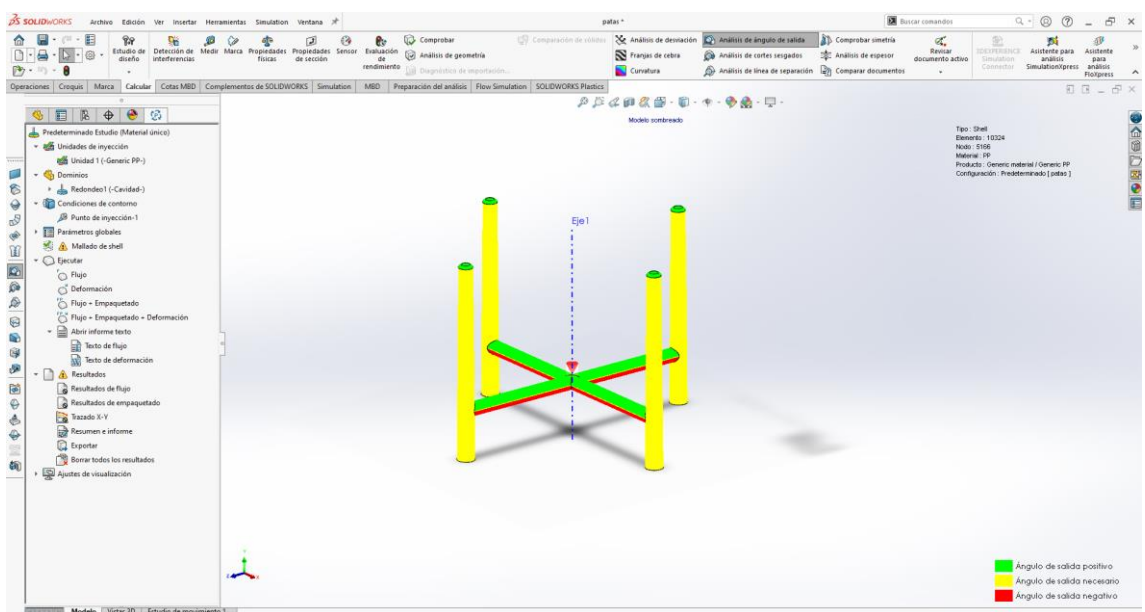 SOLIDWORKS Archivo Edición Ver Insertar Herramientas Simulation Ventana patas * Buscar comandos
Estudio de diseño
Detección de interferencias
Medir
Marca
Propiedades físicas
Propiedades de sección
Sensor
Evaluación de rendimiento
Comprobar
Análisis de geometría
Diagnóstico de importación...
Comparación de sólidos
Análisis de desviación
Franjas de cebra
Curvatura
Análisis de ángulo de salida
Análisis de cortes sesgados
Análisis de línea de separación
Comprobar simetría
Análisis de espesor
Comparar documentos
Revisar documento activo
3DEXPERIENCE Simulation Connector
Asistente para análisis SimulationXpress
Asistente para análisis FloXpress
Operaciones Croquis Marca Calcular Cotas MBD Complementos de SOLIDWORKS Simulation MBD Preparación del análisis Flow Simulation SOLIDWORKS Plastics
Predeterminado Estudio (Material único)
Unidades de inyección
Unidad 1 (-Generic PP-)
Dominios
Redondeo1 (-Cavidad-)
Condiciones de contorno
Punto de inyección-1
Parámetros globales
Mallado de shell
Ejecutar
Flujo
Deformación
Flujo + Empaquetado
Flujo + Empaquetado + Deformación
Abrir informe texto
Texto de flujo
Texto de deformación
Resultados
Resultados de flujo
Resultados de empaquetado
Trazado X-Y
Resumen e informe
Exportar
Borrar todos los resultados
Ajustes de visualización
Modelo sombreado
Tipo : Shell
Elemento : 10324
Nodo : 5166
Material : PP
Producto : Generic material / Generic PP
Configuración : Predeterminado [ patas ]
Eje1
Ángulo de salida positivo
Ángulo de salida necesario
Ángulo de salida negativo
Modelo Vistas 3D Estudio de movimiento 1